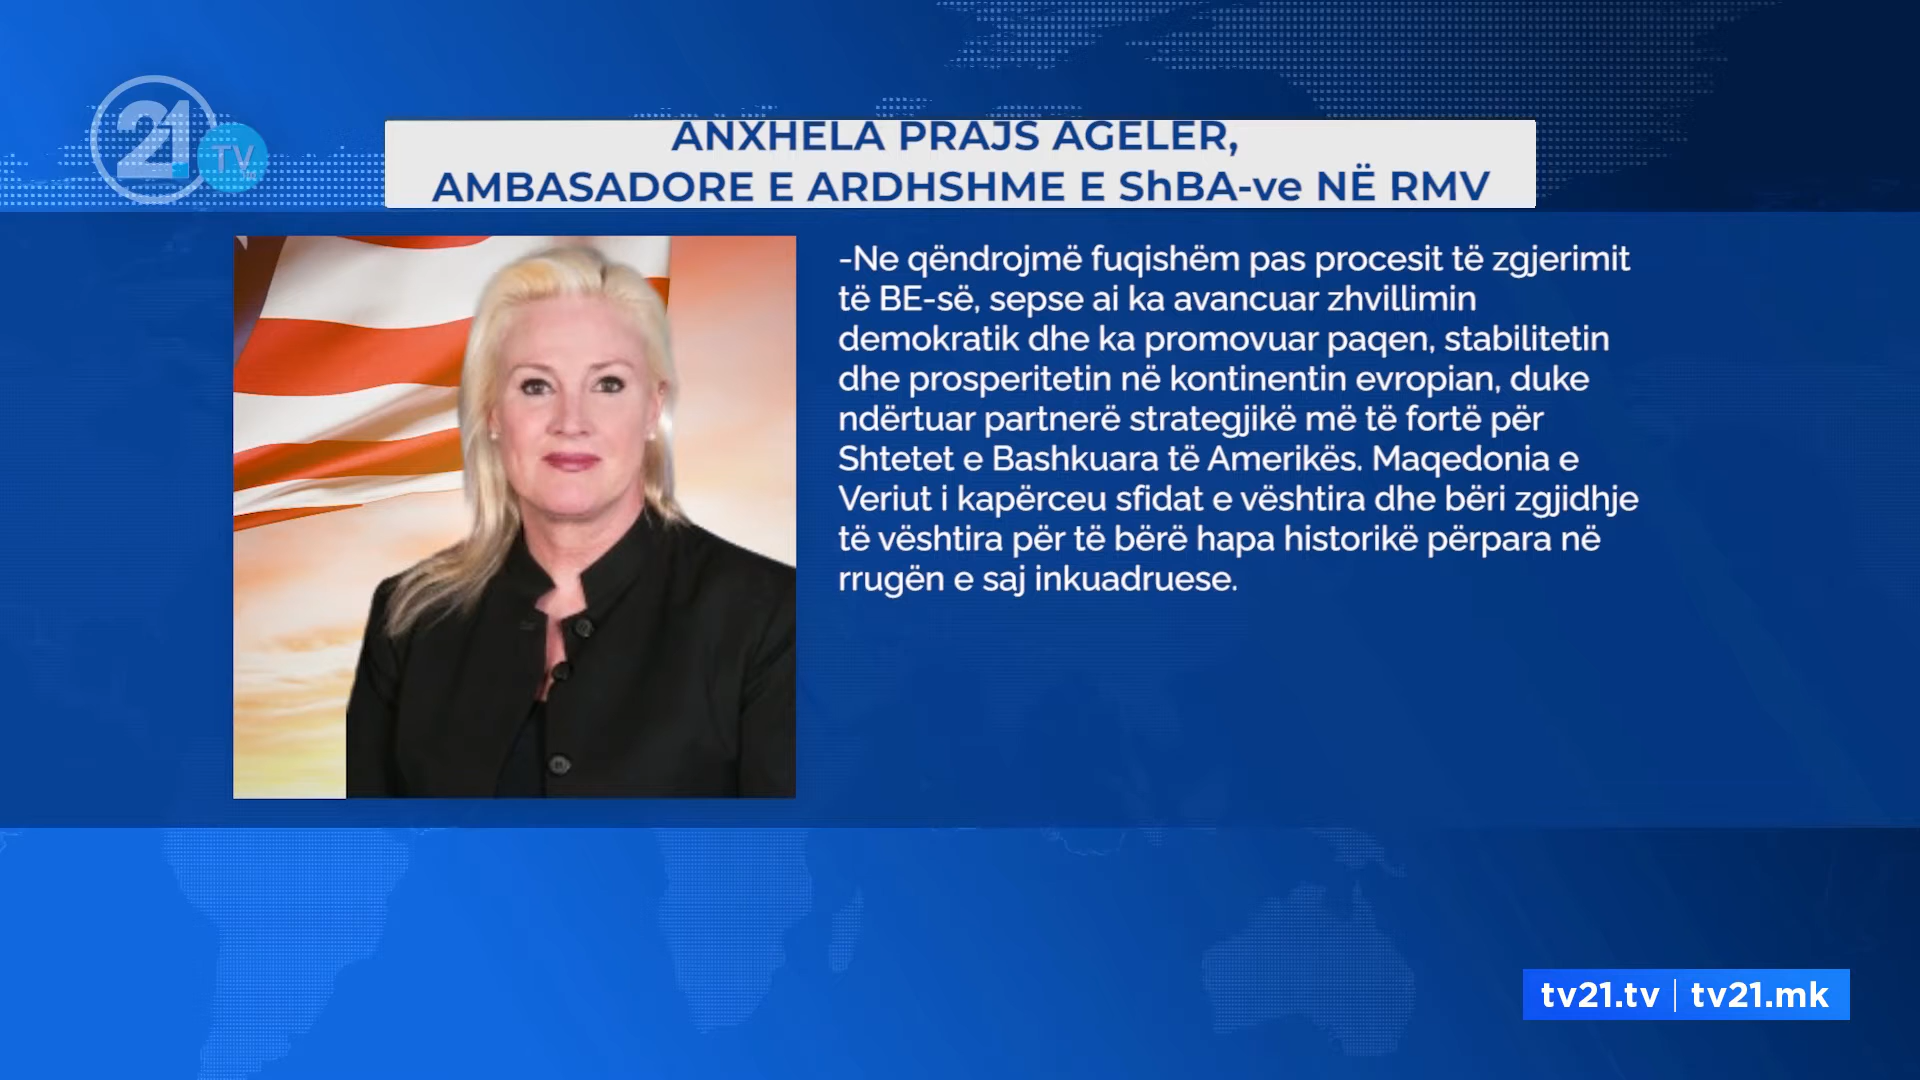 21
TV
ANXHELA PRAJS AGELER,
AMBASADORE E ARDHSHME E ShBA-ve NË RMV
-Ne qëndrojmë fuqishëm pas procesit të zgjerimit
të BE-së, sepse ai ka avancuar zhvillimin
demokratik dhe ka promovuar paqen, stabilitetin
dhe prosperitetin në kontinentin evropian, duke
ndërtuar partnerë strategjikë më të fortë për
Shtetet e Bashkuara të Amerikës. Maqedonia e
Veriut i kapërceu sfidat e vështira dhe bëri zgjidhje
të vështira për të bërë hapa historikë përpara në
rrugën e saj inkuadruese.
tv21.tv | tv21.mk